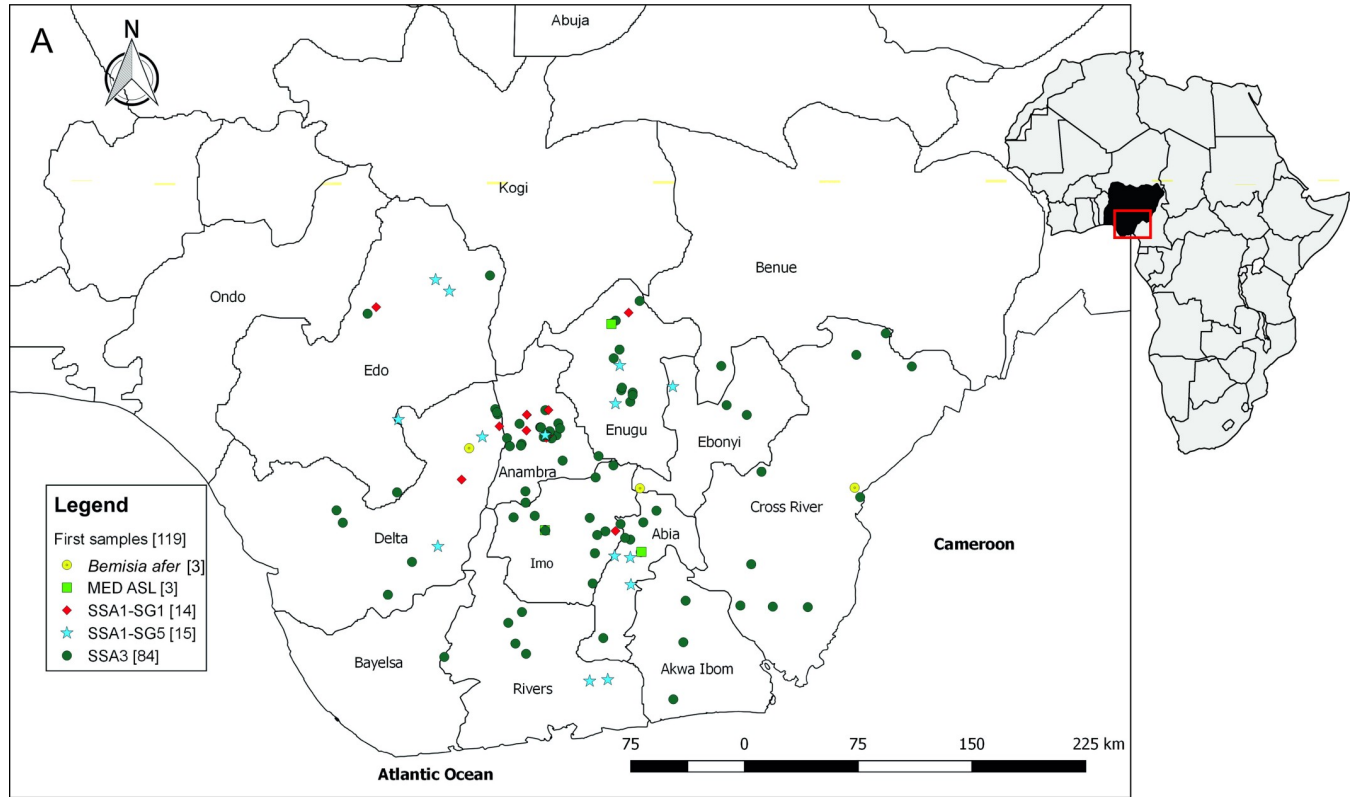 A
N
Abuja
Kogi
Benue
Ondo
Edo
Enugu
Ebonyi
Anambra
Cross River
Delta
Abia
Imo
Cameroon
Bayelsa
Rivers
Akwa Ibom
Legend
First samples [119]
Bemisia afer [3]
MED ASL [3]
SSA1-SG1 [14]
SSA1-SG5 [15]
SSA3 [84]
75 0 75 150 225 km
Atlantic Ocean